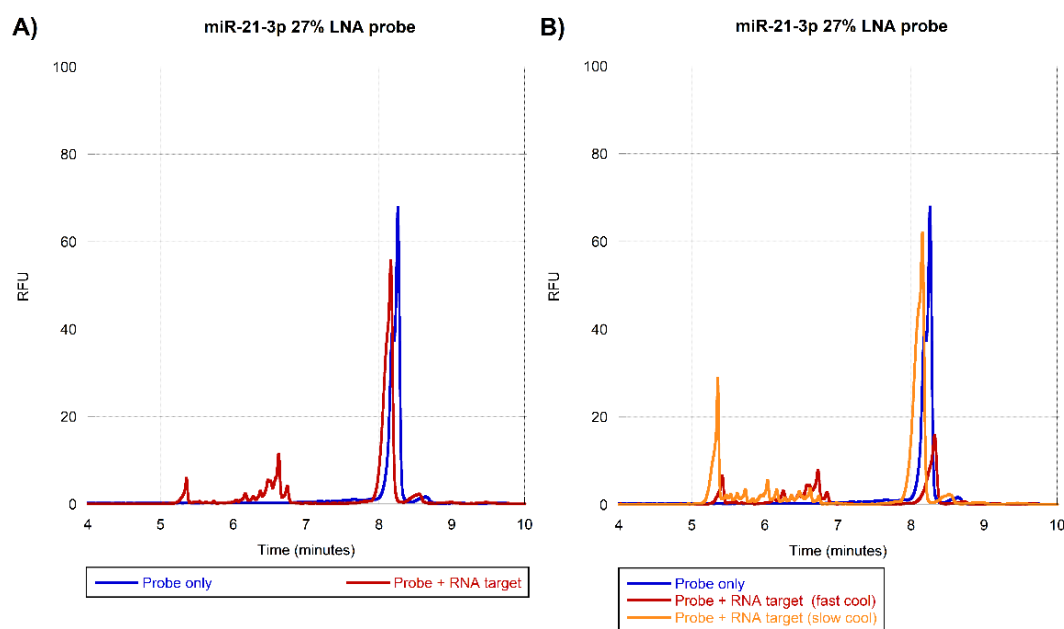 A)
miR-21-3p 27% LNA probe
100
80
60
40
20
0
RFU
4
5
6
7
8
9
10
Time (minutes)
Probe only
Probe + RNA target
B)
miR-21-3p 27% LNA probe
100
80
60
40
20
0
RFU
4
5
6
7
8
9
10
Time (minutes)
Probe only
Probe + RNA target (fast cool)
Probe + RNA target (slow cool)